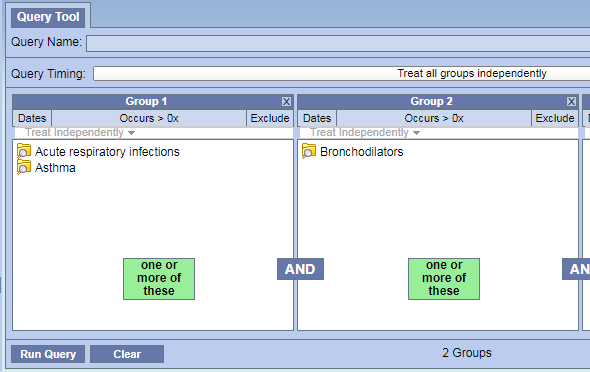 Query Tool
Query Name:
Query Timing: Treat all groups independently
Group 1 X Group 2 X
Dates Occurs > 0x Exclude Dates Occurs > 0x Exclude
Treat Independently Treat Independently
Acute respiratory infections Bronchodilators
Asthma
one or more of these AND one or more of these AN
Run Query Clear 2 Groups